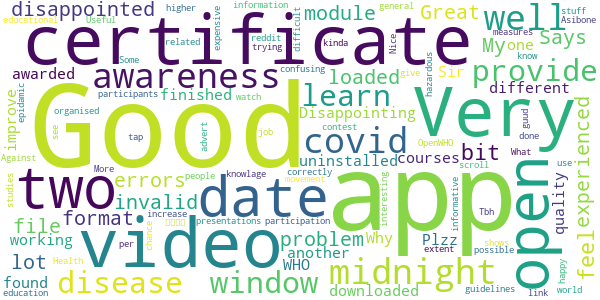 disappointed
related
higher
educational
Useful
expensive
information
reddit
Some
trying
kinda
difficult
certificate
module
Great
My
one
Says
general
stuff
Nice
know
measures
Asibone
well
awarded
awareness
loaded
confusing
participants
finished
watch
give
Sir
hazardous
different
provide
improve
epidemic
organised
see
tap
Good
advert
job
learn
Disappointing
contest
covid
Very
guud
done
experienced
Against
two
errors
uninstalled
courses
bit
OpenWHO
What
studies
More
people
knowlage
correctly
interesting
informative
scroll
quality
use
feel
invalid
date
app
open
format
movement
increase
presentations
participation
Tbh
extent
possible
file
working
video
problem
Why
Plzz
shows
happy
lot
per
chance
another
midnight
guidelines
found
disease
Health
window
WHO
downloaded
link
world
education